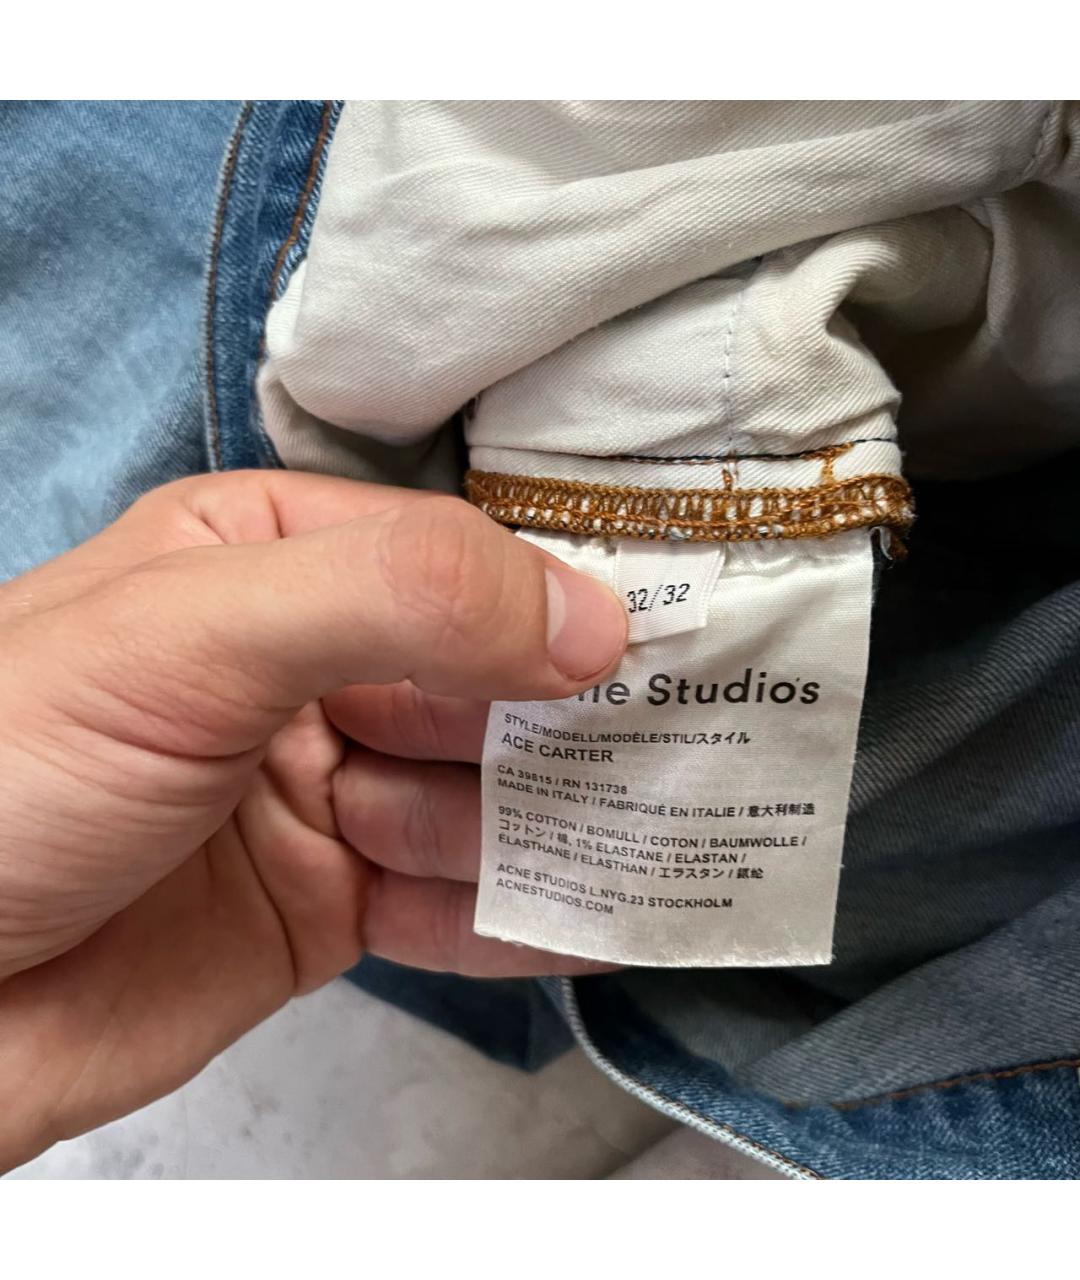 32/32
ne Studios
STYLE/MODELL/MODÈLE/STIL/スタイル
ACE CARTER
CA 39815 / RN 131738
MADE IN ITALY / FABRIQUÉ EN ITALIE / 意大利制造
99% COTTON / BOMULL / COTON / BAUMWOLLE /
コットン / 棉, 1% ELASTANE / ELASTAN /
ELASTHANE / ELASTHAN / エラスタン /
ACNE STUDIOS L.NYG.23 STOCKHOLM
ACNESTUDIOS.COM